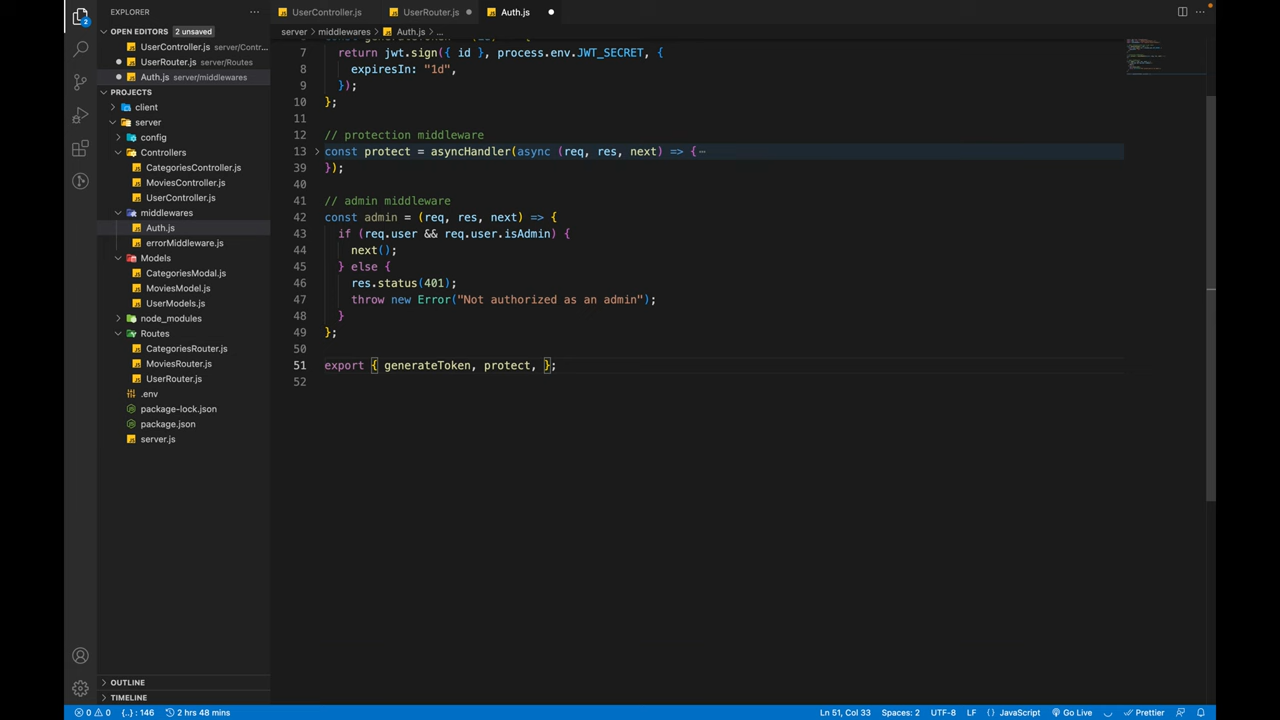 EXPLORER
UserController.js
UserRouter.js
Auth.js
OPEN EDITORS 2 unsaved
UserController.js server/Contr...
UserRouter.js server/Routes
Auth.js server/middlewares
PROJECTS
client
server
config
Controllers
CategoriesController.js
MoviesController.js
UserController.js
middlewares
Auth.js
errorMiddleware.js
Models
CategoriesModal.js
MoviesModel.js
UserModels.js
node_modules
Routes
CategoriesRouter.js
MoviesRouter.js
UserRouter.js
.env
package-lock.json
package.json
server.js
OUTLINE
TIMELINE
server > middlewares > Auth.js > ...
7 return jwt.sign({ id }, process.env.JWT_SECRET, {
8 expiresIn: "1d",
9 });
10 };
11
12 // protection middleware
13 const protect = asyncHandler(async (req, res, next) => { ⋯
39 });
40
41 // admin middleware
42 const admin = (req, res, next) => {
43 if (req.user && req.user.isAdmin) {
44 next();
45 } else {
46 res.status(401);
47 throw new Error("Not authorized as an admin");
48 }
49 };
50
51 export { generateToken, protect, };
52
2
0 0 {..} : 146 2 hrs 48 mins Ln 51, Col 33 Spaces: 2 UTF-8 LF {} JavaScript Go Live Prettier